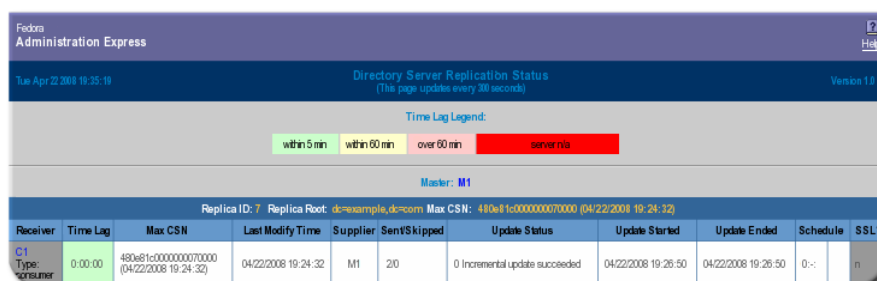 Fedora
Administration Express
?
Help
Tue Apr 22 2008 19:35:19
Directory Server Replication Status
(This page updates every 300 seconds)
Version 1.0
Time Lag Legend:
within 5 min within 60 min over 60 min server n/a
Master: M1
Replica ID: 7 Replica Root: dc=example,dc=com Max CSN: 480e81c0000000070000 (04/22/2008 19:24:32)
Receiver Time Lag Max CSN Last Modify Time Supplier Sent/Skipped Update Status Update Started Update Ended Schedule SSL?
C1
Type:
consumer
0:00:00
480e81c0000000070000
(04/22/2008 19:24:32)
04/22/2008 19:24:32 M1 2/0 0 Incremental update succeeded 04/22/2008 19:26:50 04/22/2008 19:26:50 0:-: n